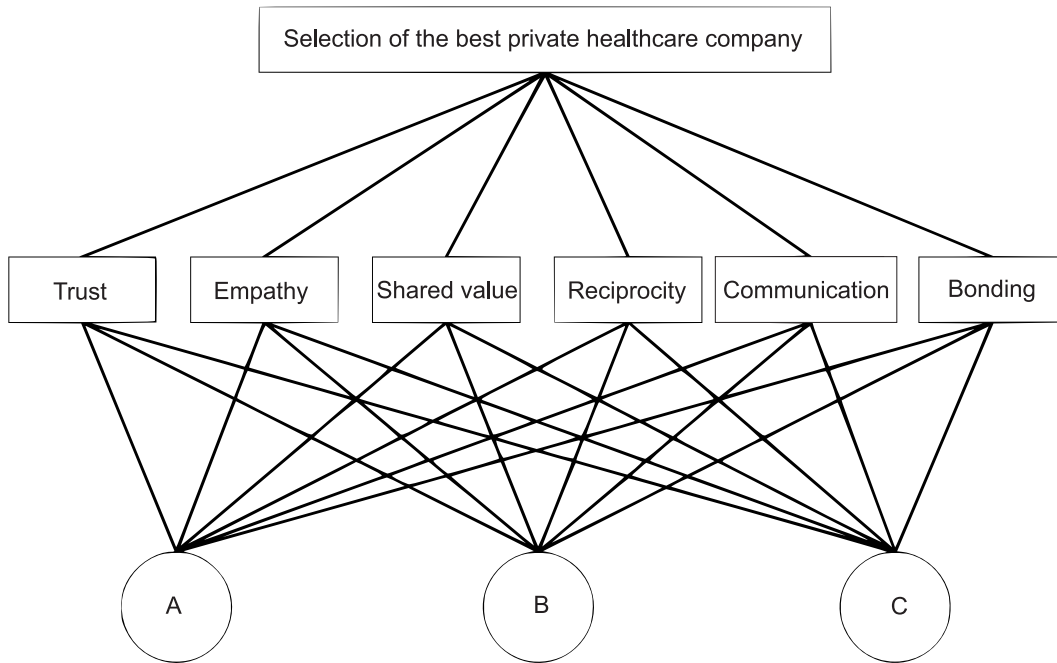 Selection of the best private healthcare company
Trust
Empathy
Shared value
Reciprocity
Communication
Bonding
A
B
C